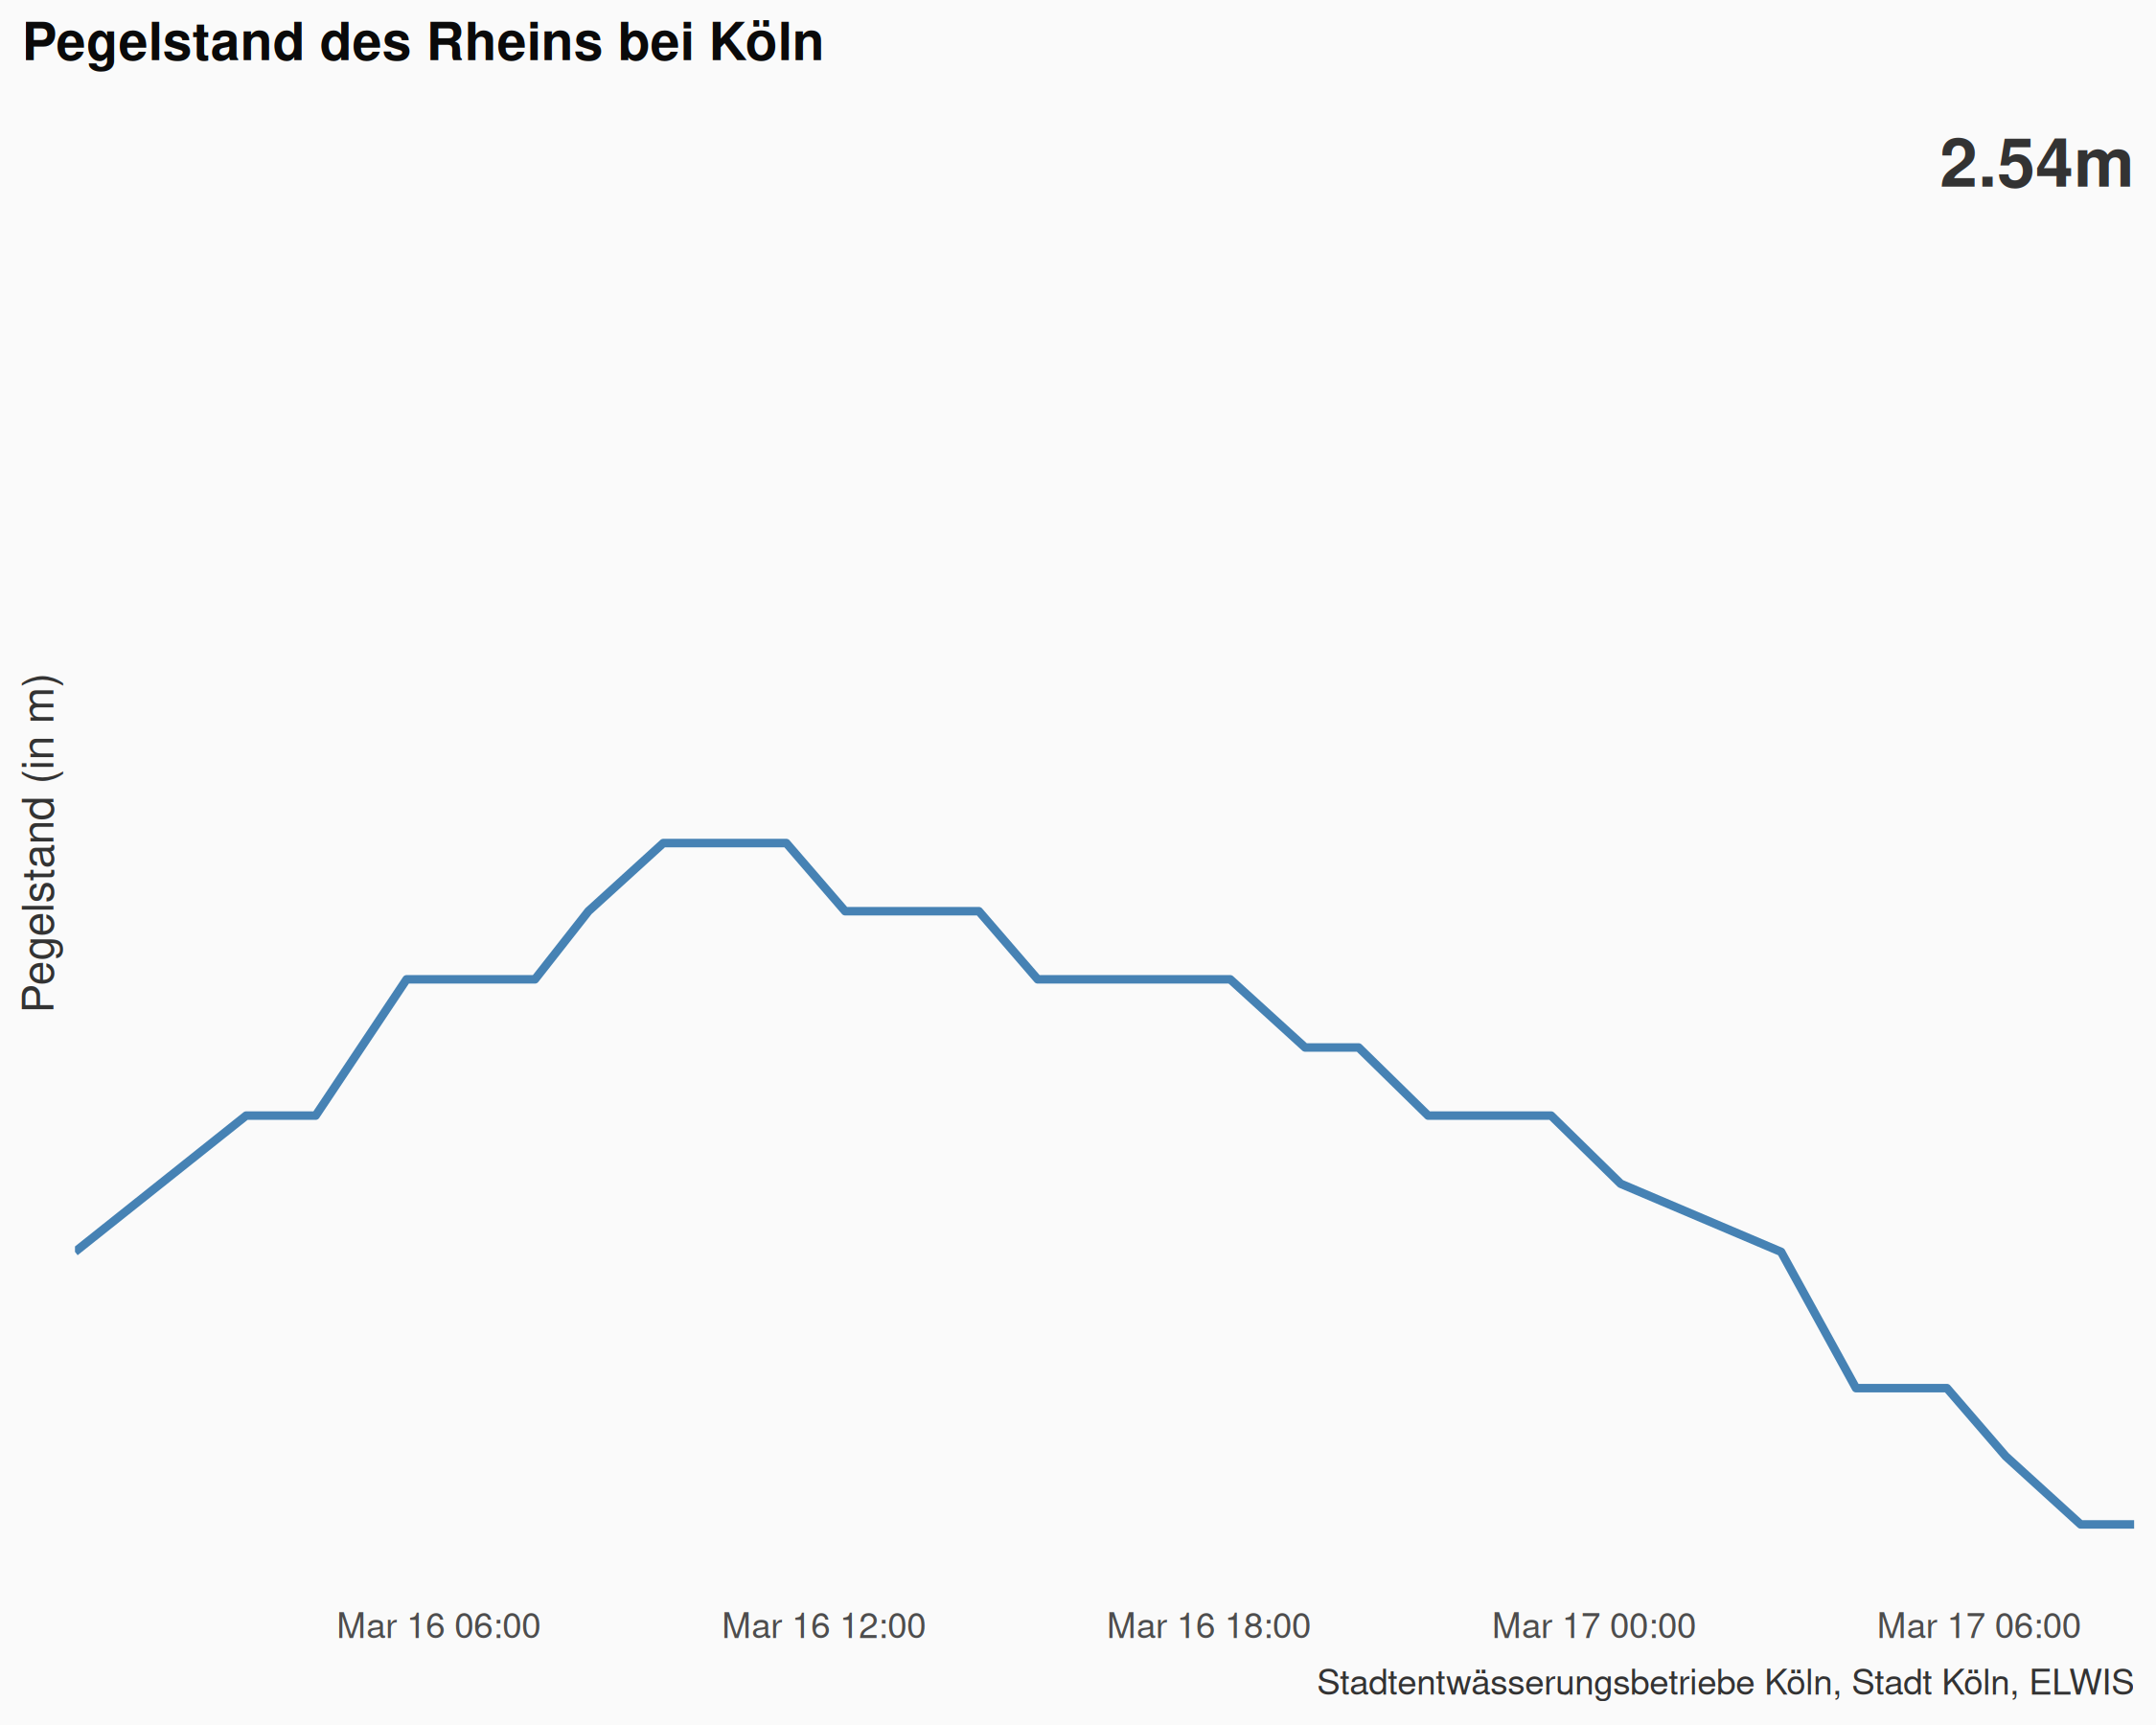 Pegelstand des Rheins bei Köln
2.54m
Pegelstand (in m)
Mar 16 06:00
Mar 16 12:00
Mar 16 18:00
Mar 17 00:00
Mar 17 06:00
Stadtentwässerungsbetriebe Köln, Stadt Köln, ELWIS